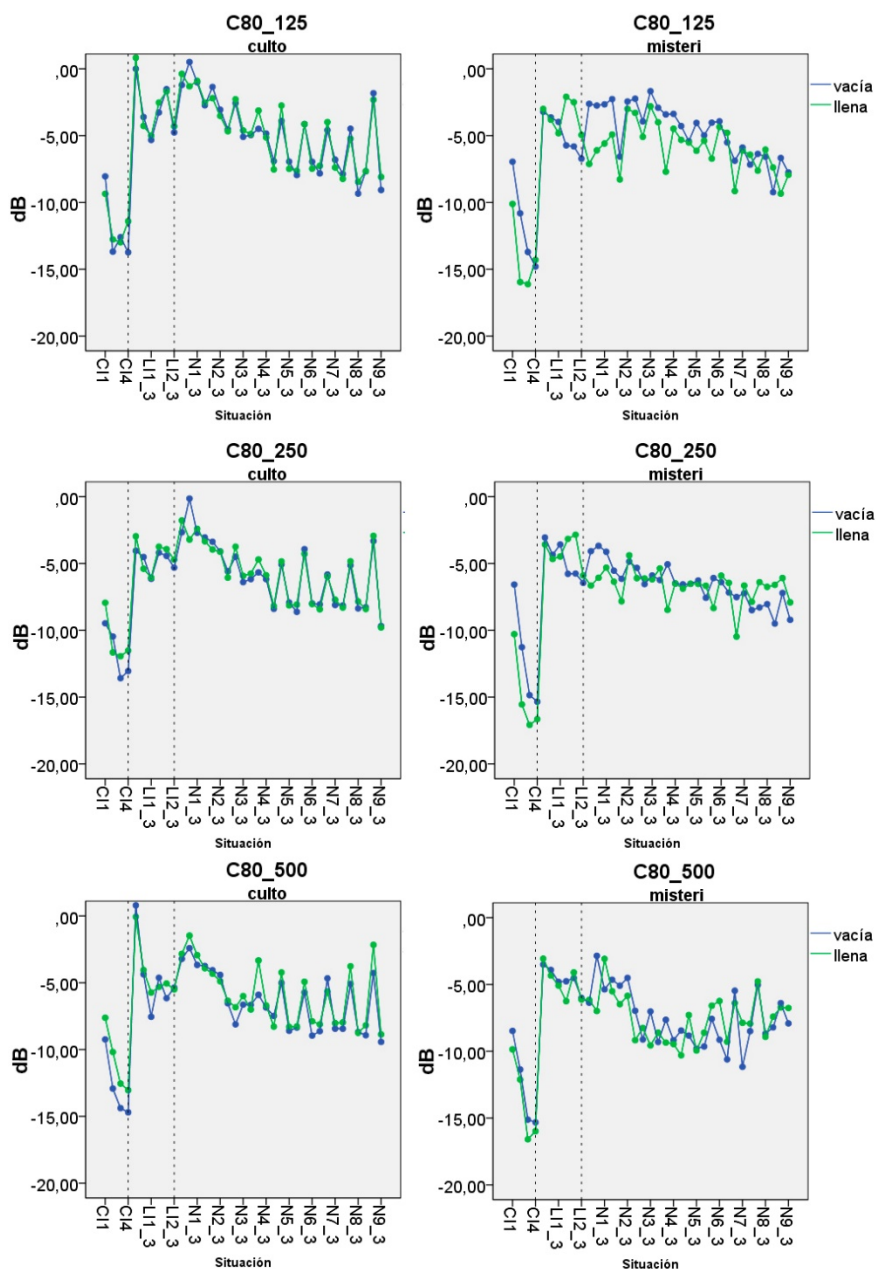 C80_125
culto
,00
-5,00
-10,00
-15,00
-20,00
dB
CI1
CI4
LI1_3
LI2_3
N1_3
N2_3
N3_3
N4_3
N5_3
N6_3
N7_3
N8_3
N9_3
Situación
C80_125
misteri
,00
-5,00
-10,00
-15,00
-20,00
dB
CI1
CI4
LI1_3
LI2_3
N1_3
N2_3
N3_3
N4_3
N5_3
N6_3
N7_3
N8_3
N9_3
Situación
vacía
llena
C80_250
culto
,00
-5,00
-10,00
-15,00
-20,00
dB
CI1
CI4
LI1_3
LI2_3
N1_3
N2_3
N3_3
N4_3
N5_3
N6_3
N7_3
N8_3
N9_3
Situación
C80_250
misteri
,00
-5,00
-10,00
-15,00
-20,00
dB
CI1
CI4
LI1_3
LI2_3
N1_3
N2_3
N3_3
N4_3
N5_3
N6_3
N7_3
N8_3
N9_3
Situación
vacía
llena
C80_500
culto
,00
-5,00
-10,00
-15,00
-20,00
dB
CI1
CI4
LI1_3
LI2_3
N1_3
N2_3
N3_3
N4_3
N5_3
N6_3
N7_3
N8_3
N9_3
Situación
C80_500
misteri
,00
-5,00
-10,00
-15,00
-20,00
dB
CI1
CI4
LI1_3
LI2_3
N1_3
N2_3
N3_3
N4_3
N5_3
N6_3
N7_3
N8_3
N9_3
Situación
vacía
llena